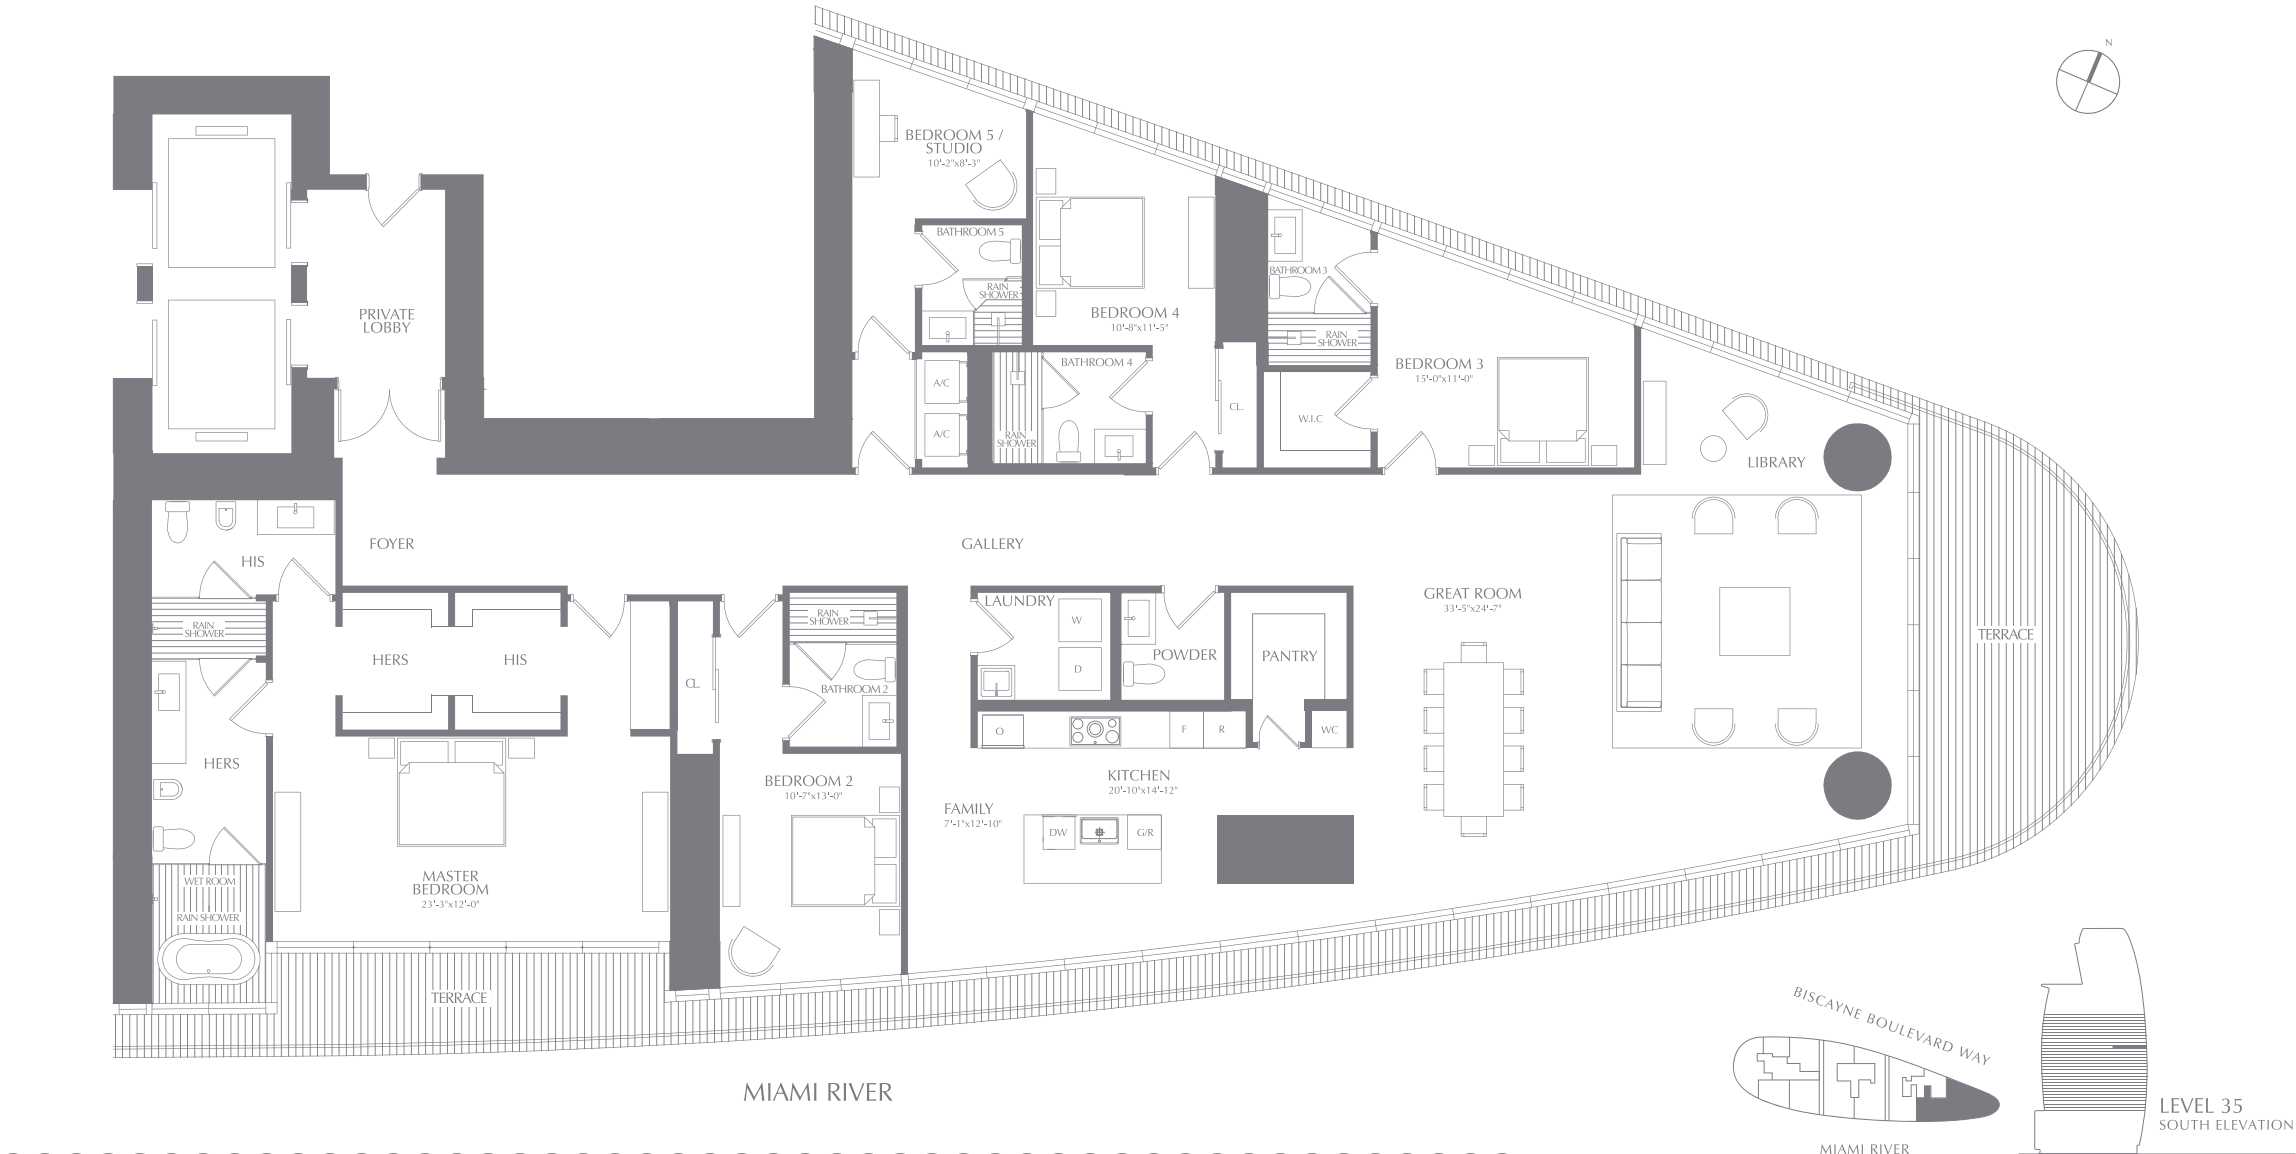 N
BEDROOM 5 /
STUDIO
10'-2"x8'-3"
BATHROOM 5
RAIN
SHOWER
PRIVATE
LOBBY
BEDROOM 4
10'-8"x11'-5"
BATHROOM 4
RAIN
SHOWER
A/C
A/C
CL.
BATHROOM 3
RAIN
SHOWER
BEDROOM 3
15'-0"x11'-0"
W.I.C
LIBRARY
HIS
FOYER
GALLERY
GREAT ROOM
33'-5"x24'-7"
TERRACE
RAIN
SHOWER
HERS
HIS
CL.
RAIN
SHOWER
BATHROOM 2
LAUNDRY
W
D
POWDER
PANTRY
O
F
R
WC
HERS
BEDROOM 2
10'-7"x13'-0"
KITCHEN
20'-10"x14'-12"
FAMILY
7'-1"x12'-10"
DW
G/R
WET ROOM
RAIN SHOWER
MASTER
BEDROOM
23'-3"x12'-0"
TERRACE
MIAMI RIVER
BISCAYNE BOULEVARD WAY
MIAMI RIVER
LEVEL 35
SOUTH ELEVATION